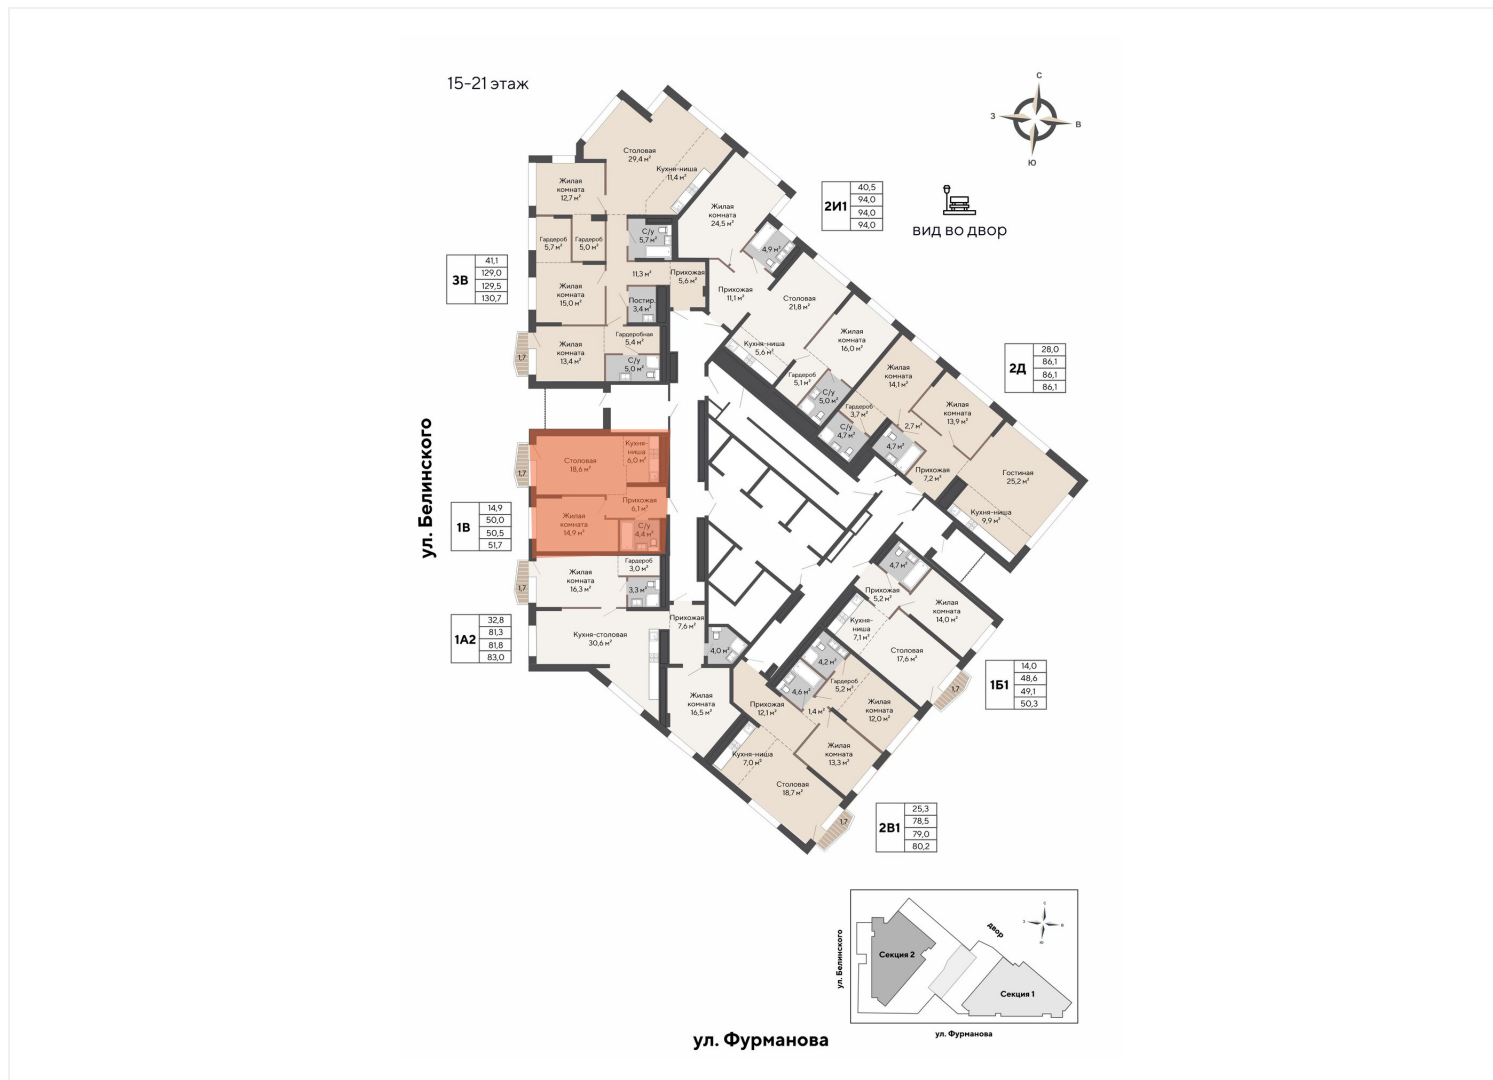 15-21 этаж
С
З
В
Ю
вид во двор
2И1
40,5
94,0
94,0
94,0
Столовая
29,4 м²
Кухня-ниша
11,4 м²
Жилая
комната
12,7 м²
Гардероб
5,7 м²
Гардероб
5,0 м²
С/у
5,7 м²
11,3 м²
Прихожая
5,6 м²
3В
41,1
129,0
129,5
130,7
Жилая
комната
15,0 м²
Постир.
3,4 м²
Жилая
комната
13,4 м²
Гардеробная
5,4 м²
С/у
5,0 м²
1,7
Жилая
комната
24,5 м²
4,9 м²
Прихожая
11,1 м²
Столовая
21,8 м²
Кухня-ниша
5,6 м²
Жилая
комната
16,0 м²
Гардероб
5,1 м²
С/у
5,0 м²
2Д
28,0
86,1
86,1
86,1
Жилая
комната
14,1 м²
Гардероб
3,7 м²
С/у
4,7 м²
Жилая
комната
13,9 м²
2,7 м²
4,7 м²
Прихожая
7,2 м²
Гостиная
25,2 м²
Кухня-ниша
9,9 м²
ул. Белинского
Столовая
18,6 м²
Кухня-
ниша
6,0 м²
1,7
Прихожая
6,1 м²
Жилая
комната
14,9 м²
С/у
4,4 м²
1В
14,9
50,0
50,5
51,7
Жилая
комната
16,3 м²
Гардероб
3,0 м²
3,3 м²
1,7
1А2
32,8
81,3
81,8
83,0
Кухня-столовая
30,6 м²
Прихожая
7,6 м²
4,0 м²
Жилая
комната
16,5 м²
4,7 м²
Прихожая
5,2 м²
Жилая
комната
14,0 м²
Кухня-
ниша
7,1 м²
Столовая
17,6 м²
1,7
1Б1
14,0
48,6
49,1
50,3
4,2 м²
4,6 м²
Гардероб
5,2 м²
Прихожая
12,1 м²
1,4 м²
Жилая
комната
12,0 м²
Жилая
комната
13,3 м²
Кухня-ниша
7,0 м²
Столовая
18,7 м²
1,7
2В1
25,3
78,5
79,0
80,2
ул. Белинского
двор
С
З
В
Ю
Секция 2
Секция 1
ул. Фурманова
ул. Фурманова